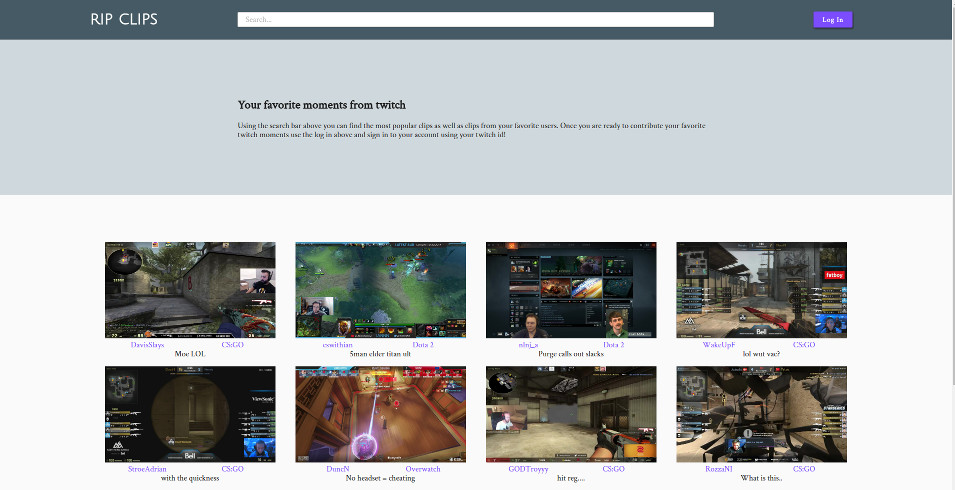 RIP CLIPS
Search...
Log In
Your favorite moments from twitch
Using the search bar above you can find the most popular clips as well as clips from your favorite users. Once you are ready to contribute your favorite
twitch moments use the log in above and sign in to your account using your twitch id!
fatboy
Bell
DavisSlays CS:GO
Moe LOL
cswithian Dota 2
5man elder titan ult
Dota 2
Purge calls out slacks
WakeUpF CS:GO
lol wut vac?
ViewSonic
Bell
StroeAdrian CS:GO
with the quickness
DuncN Overwatch
No headset = cheating
GODTroyyy CS:GO
hit reg....
RozzaNI CS:GO
What is this..